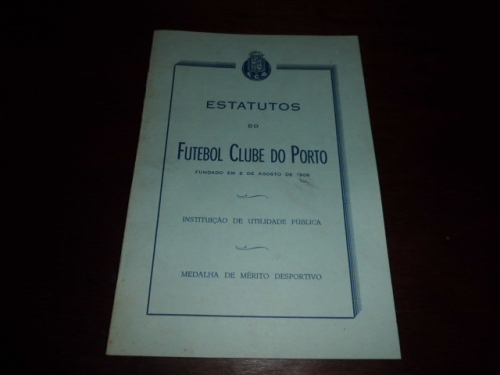 ESTATUTOS
DO
FUTEBOL CLUBE DO PORTO
FUNDADO EM 2 DE AGOSTO DE 1906
INSTITUIÇÃO DE UTILIDADE PÚBLICA
MEDALHA DE MÉRITO DESPORTIVO